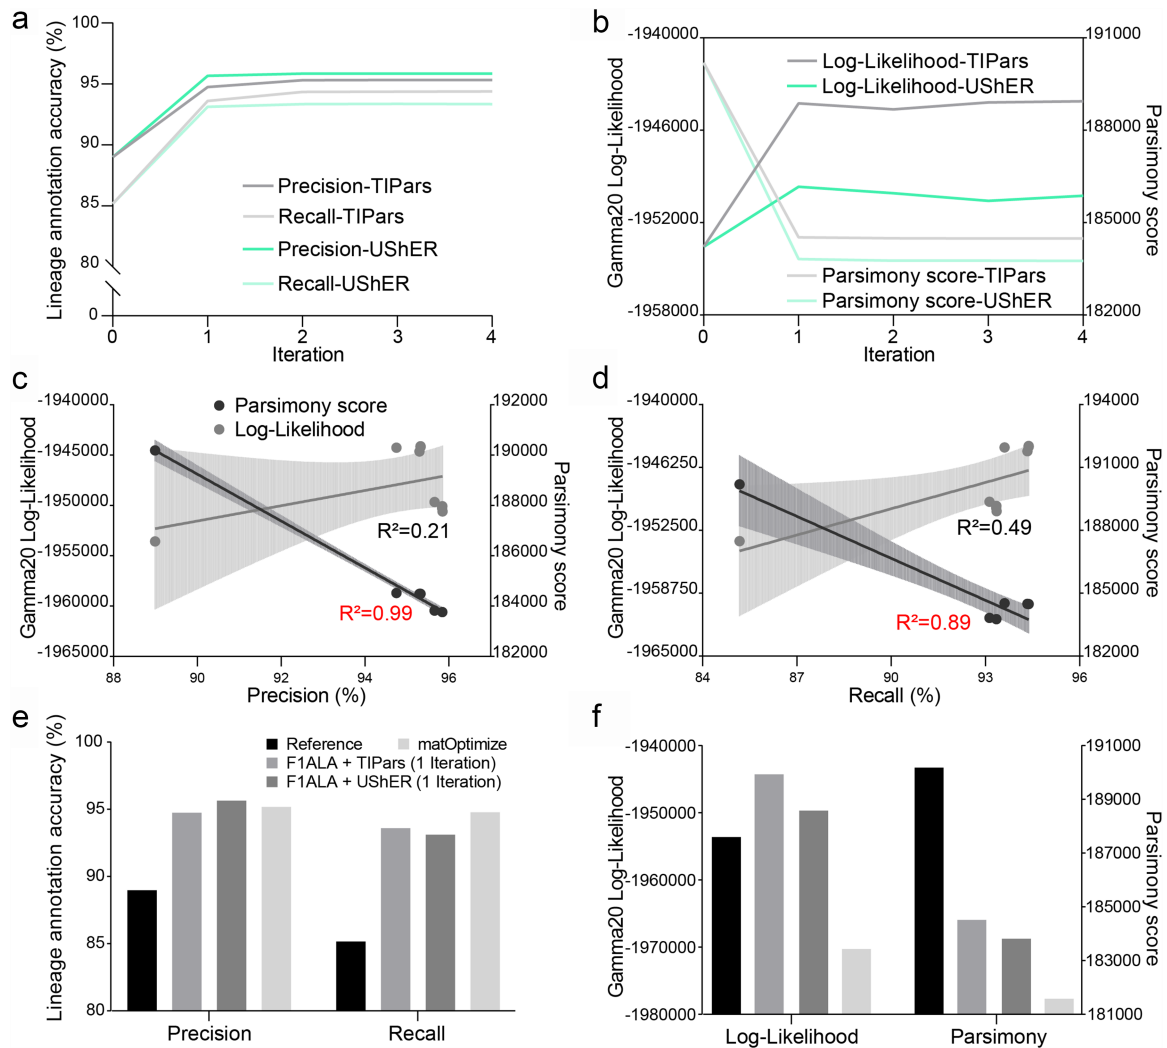 a
Lineage annotation accuracy (%)
100
95
90
85
80
0
Precision-TIPars
Recall-TIPars
Precision-UShER
Recall-UShER
0 1 2 3 4
Iteration
b
Gamma20 Log-Likelihood
-1940000
-1946000
-1952000
-1958000
Log-Likelihood-TIPars
Log-Likelihood-UShER
Parsimony score-TIPars
Parsimony score-UShER
191000
188000
185000
182000
Parsimony score
0 1 2 3 4
Iteration
c
Gamma20 Log-Likelihood
-1940000
-1945000
-1950000
-1955000
-1960000
-1965000
Parsimony score
Log-Likelihood
R²=0.21
R²=0.99
192000
190000
188000
186000
184000
182000
Parsimony score
88 90 92 94 96
Precision (%)
d
Gamma20 Log-Likelihood
-1940000
-1946250
-1952500
-1958750
-1965000
R²=0.49
R²=0.89
194000
191000
188000
185000
182000
Parsimony score
84 87 90 93 96
Recall (%)
e
Lineage annotation accuracy (%)
100
95
90
85
80
Reference matOptimize
F1ALA + TIPars (1 Iteration)
F1ALA + UShER (1 Iteration)
Precision Recall
f
Gamma20 Log-Likelihood
-1940000
-1950000
-1960000
-1970000
-1980000
191000
189000
187000
185000
183000
181000
Parsimony score
Log-Likelihood Parsimony